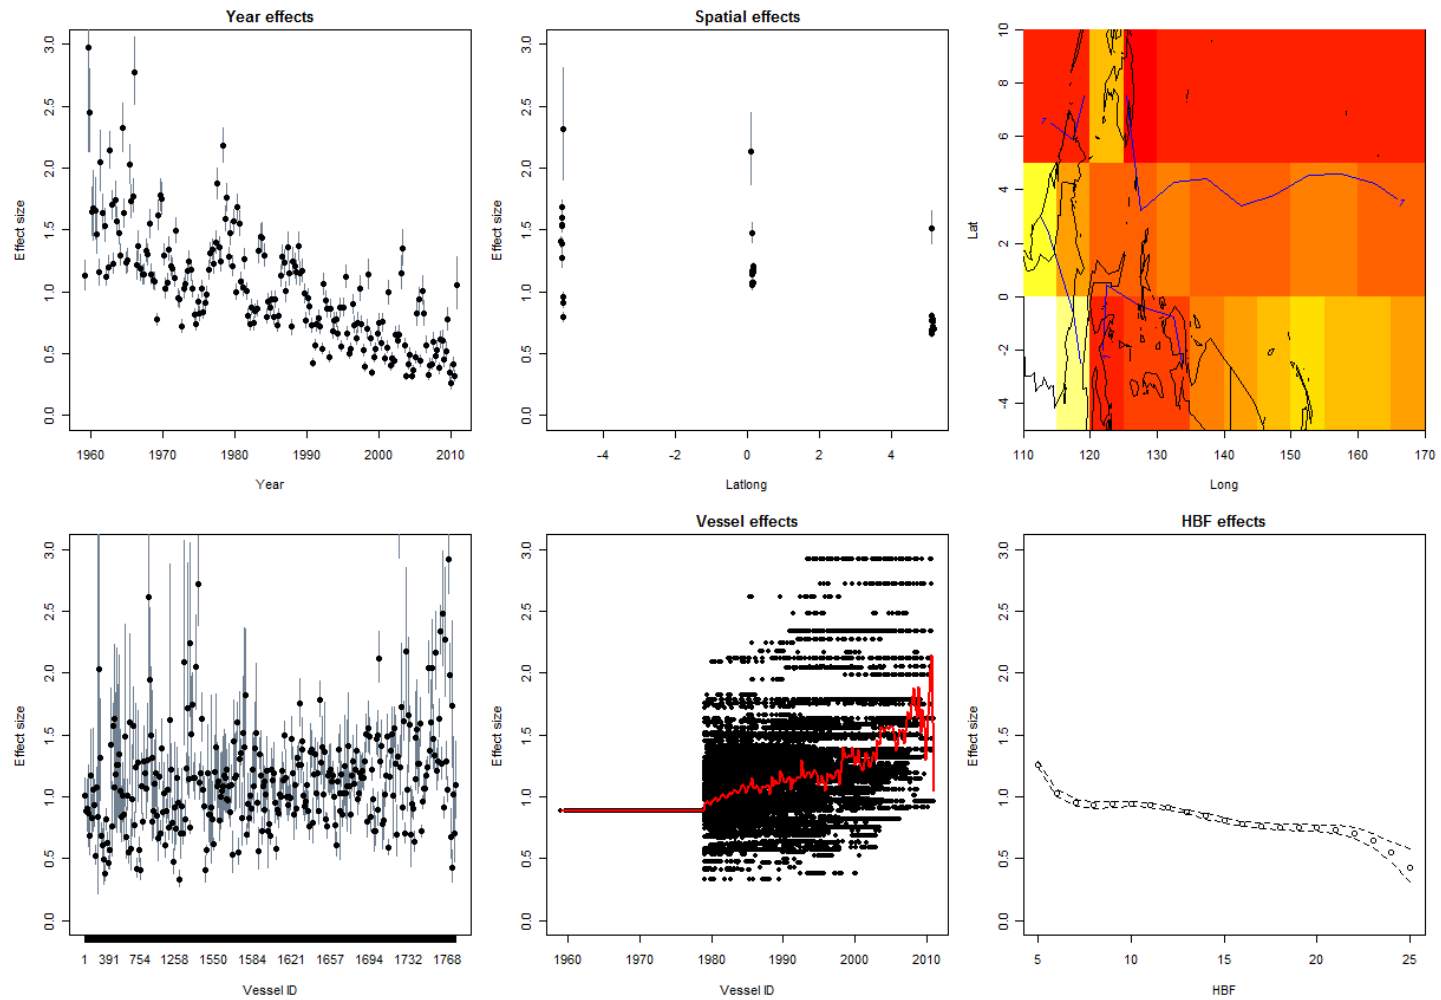 Year effects
Effect size
3.0
2.5
2.0
1.5
1.0
0.5
0.0
1960 1970 1980 1990 2000 2010
Year
Spatial effects
Effect size
3.0
2.5
2.0
1.5
1.0
0.5
0.0
-4 -2 0 2 4
Latlong
Lat
10
8
6
4
2
0
-2
-4
110 120 130 140 150 160 170
Long
Effect size
3.0
2.5
2.0
1.5
1.0
0.5
0.0
1 391 754 1258 1550 1584 1621 1657 1694 1732 1768
Vessel ID
Vessel effects
Effect size
3.0
2.5
2.0
1.5
1.0
0.5
0.0
1960 1970 1980 1990 2000 2010
Vessel ID
HBF effects
Effect size
3.0
2.5
2.0
1.5
1.0
0.5
0.0
5 10 15 20 25
HBF